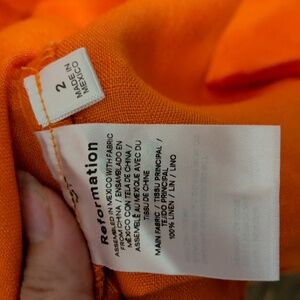 2
MADE IN
MEXICO
Reformation
ASSEMBLED IN MEXICO WITH FABRIC
FROM CHINA / ENSAMBLADO EN
MÉXICO CON TELA DE CHINA /
ASSEMBLÉ AU MEXIQUE AVEC DU
TISSU DE CHINE
MAIN FABRIC / TISSU PRINCIPAL /
TEJIDO PRINCIPAL
100% LINEN / LIN / LINO